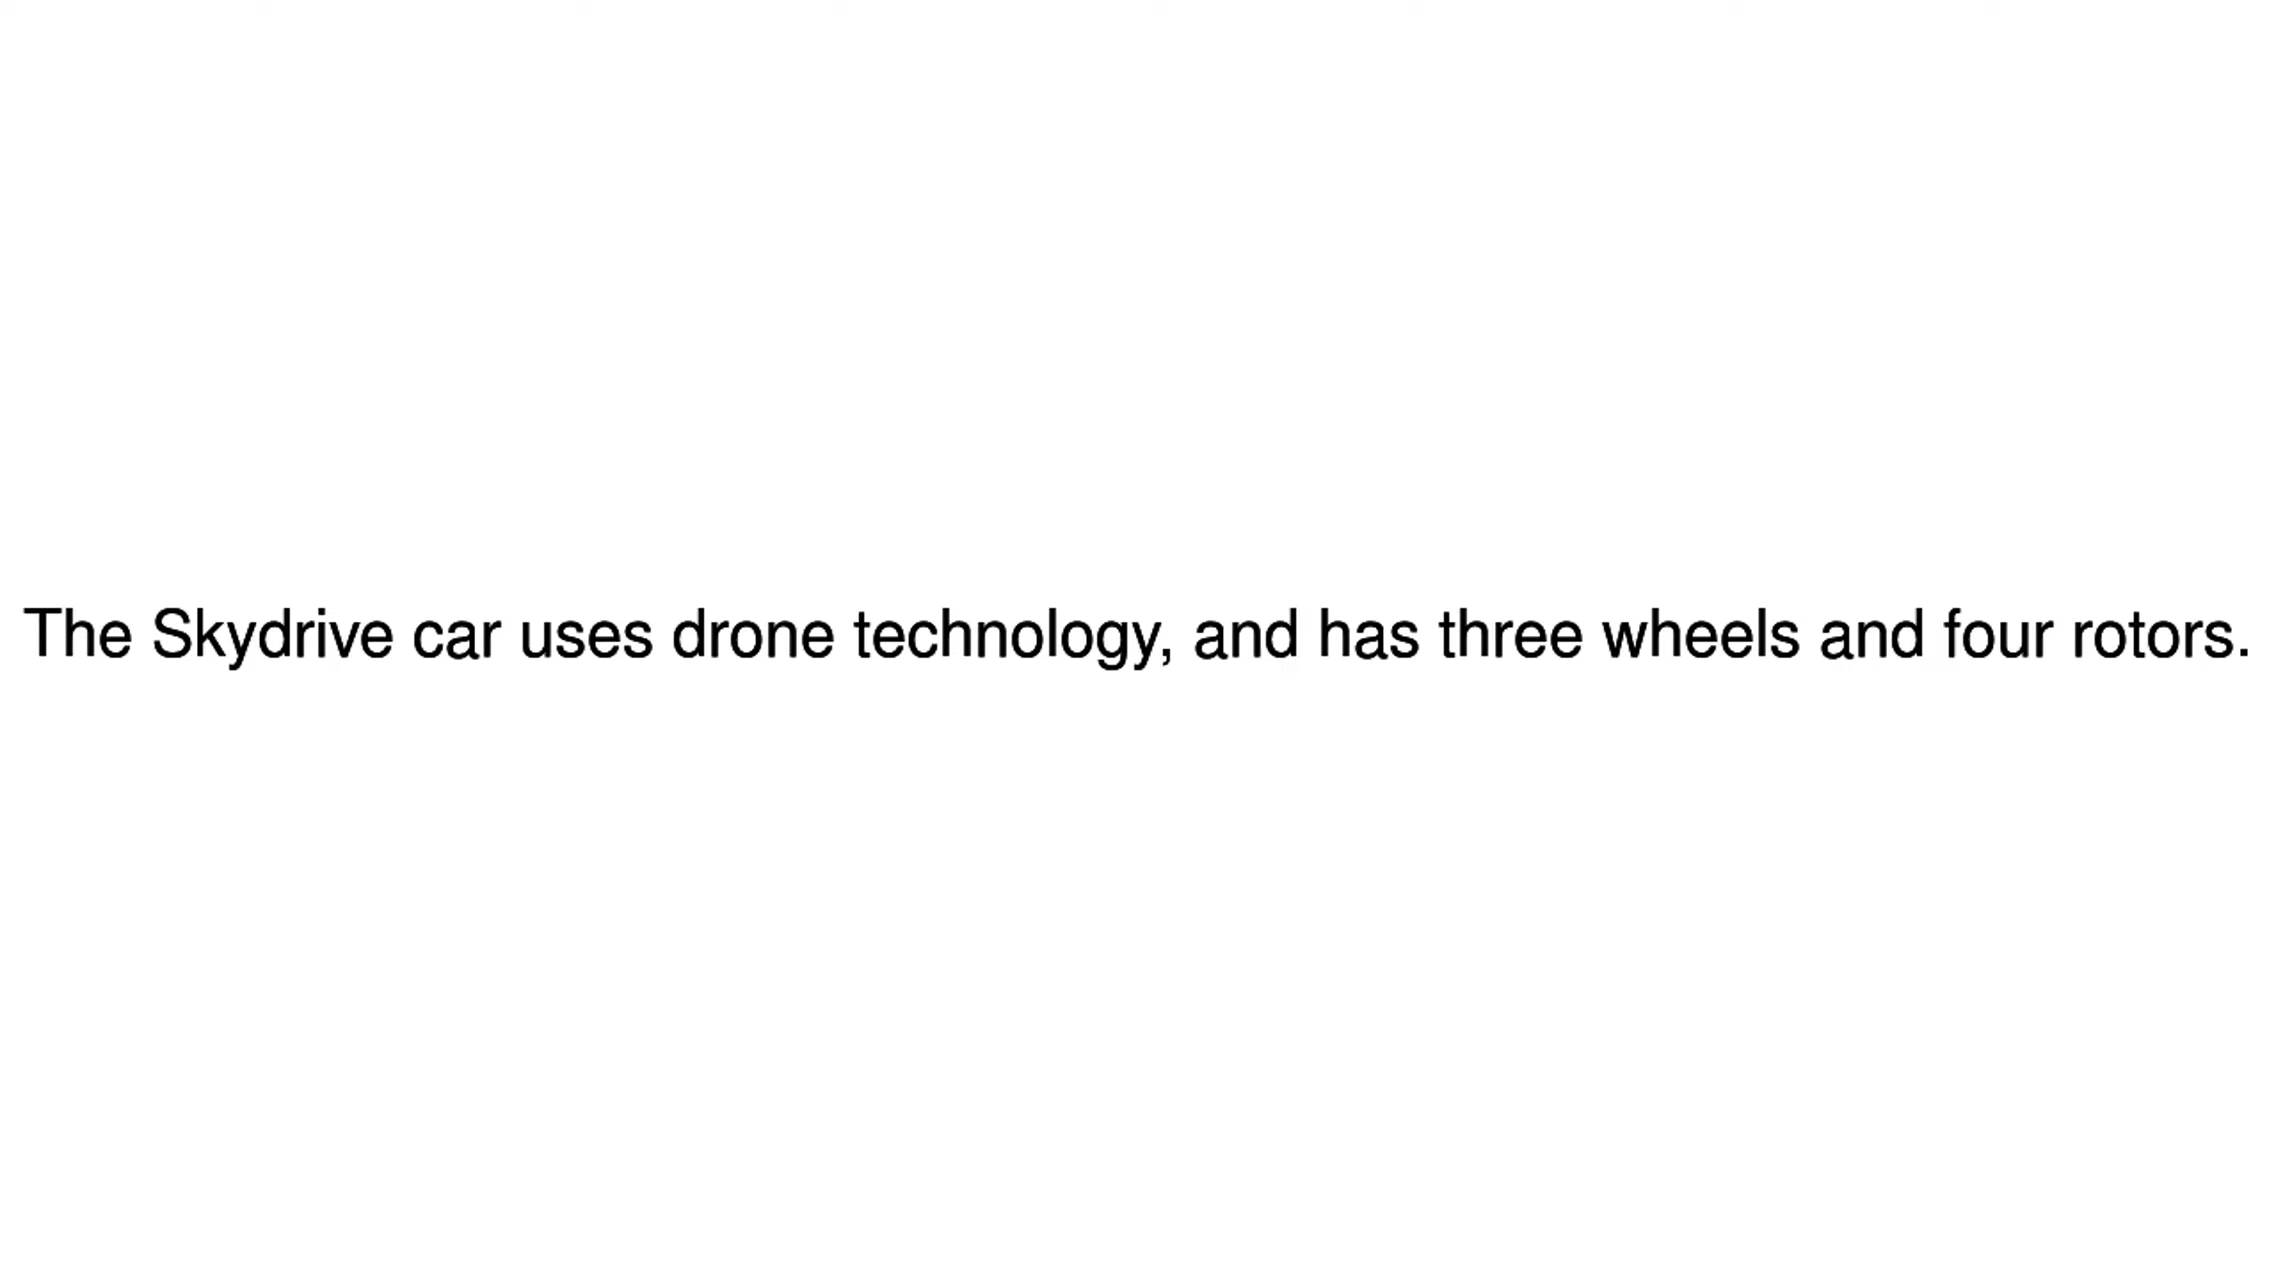 The Skydrive car uses drone technology, and has three wheels and four rotors.